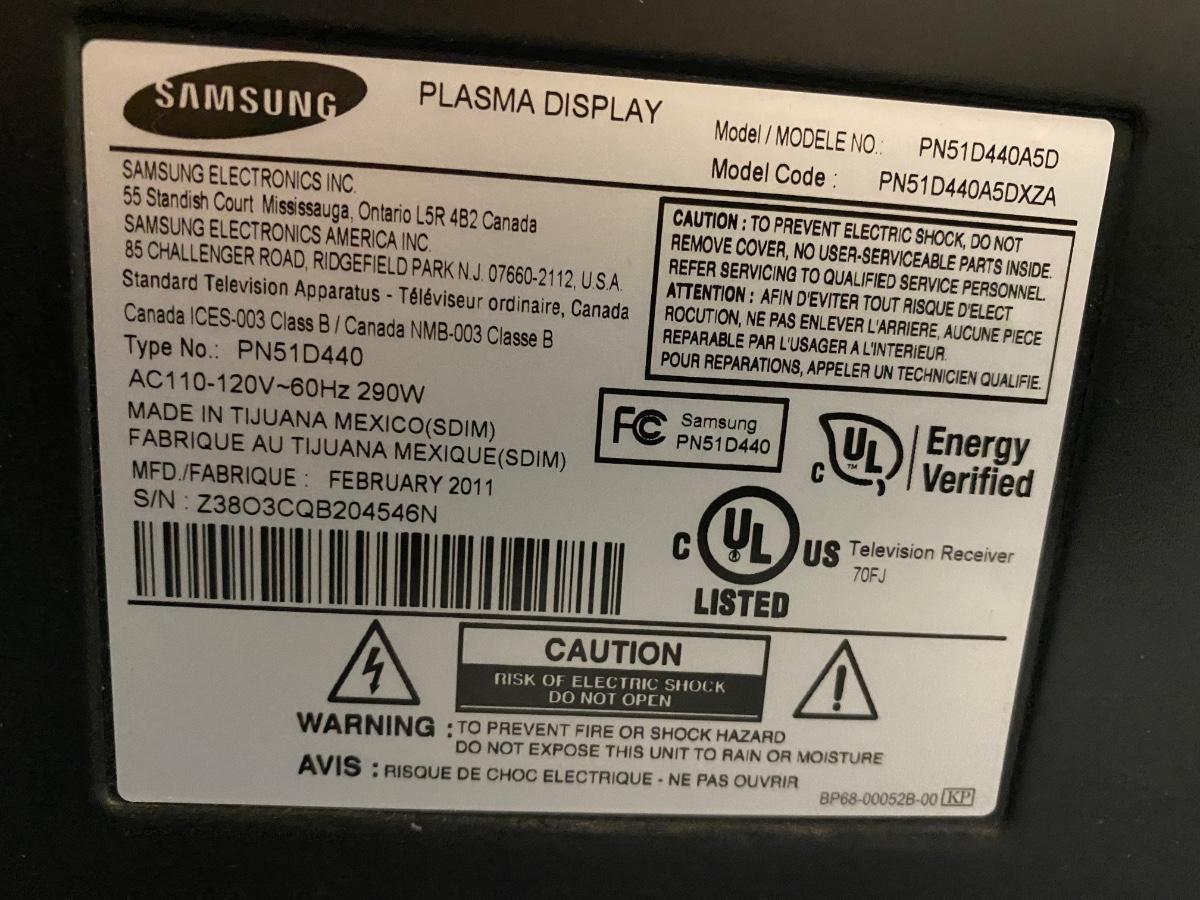 SAMSUNG
PLASMA DISPLAY
Model / MODELE NO.: PN51D440A5D
Model Code : PN51D440A5DXZA
SAMSUNG ELECTRONICS INC.
55 Standish Court Mississauga, Ontario L5R 4B2 Canada
SAMSUNG ELECTRONICS AMERICA INC.
85 CHALLENGER ROAD, RIDGEFIELD PARK N.J. 07660-2112, U.S.A.
Standard Television Apparatus - Téléviseur ordinaire, Canada
Canada ICES-003 Class B / Canada NMB-003 Classe B
Type No.: PN51D440
AC110-120V~60Hz 290W
MADE IN TIJUANA MEXICO(SDIM)
FABRIQUE AU TIJUANA MEXIQUE(SDIM)
MFD./FABRIQUE : FEBRUARY 2011
S/N : Z38O3CQB204546N
CAUTION : TO PREVENT ELECTRIC SHOCK, DO NOT
REMOVE COVER, NO USER-SERVICEABLE PARTS INSIDE.
REFER SERVICING TO QUALIFIED SERVICE PERSONNEL.
ATTENTION : AFIN D'EVITER TOUT RISQUE D'ELECT
ROCUTION, NE PAS ENLEVER L'ARRIERE, AUCUNE PIECE
REPARABLE PAR L'USAGER A L'INTERIEUR.
POUR REPARATIONS, APPELER UN TECHNICIEN QUALIFIE.
FC Samsung
PN51D440
C UL ™ Energy
Verified
C UL ® US Television Receiver
70FJ
LISTED
CAUTION
RISK OF ELECTRIC SHOCK
DO NOT OPEN
WARNING : TO PREVENT FIRE OR SHOCK HAZARD
DO NOT EXPOSE THIS UNIT TO RAIN OR MOISTURE
AVIS : RISQUE DE CHOC ELECTRIQUE - NE PAS OUVRIR
BP68-00052B-00 KP